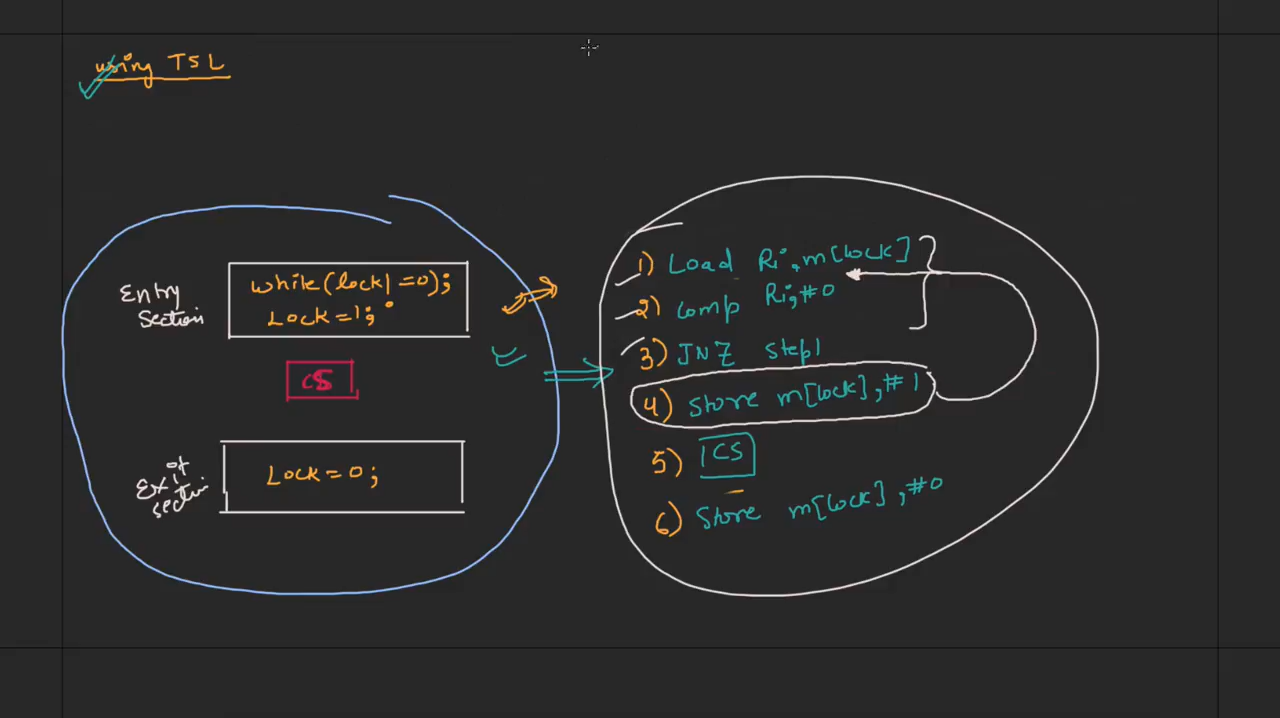 using TSL
Entry Section
while(lock!=0);
Lock=1;
CS
Exit section
Lock=0;
1) Load Ri,m[lock]
2) comp Ri,#0
3) JNZ step1
4) Store m[lock],#1
5) CS
6) Store m[lock],#0